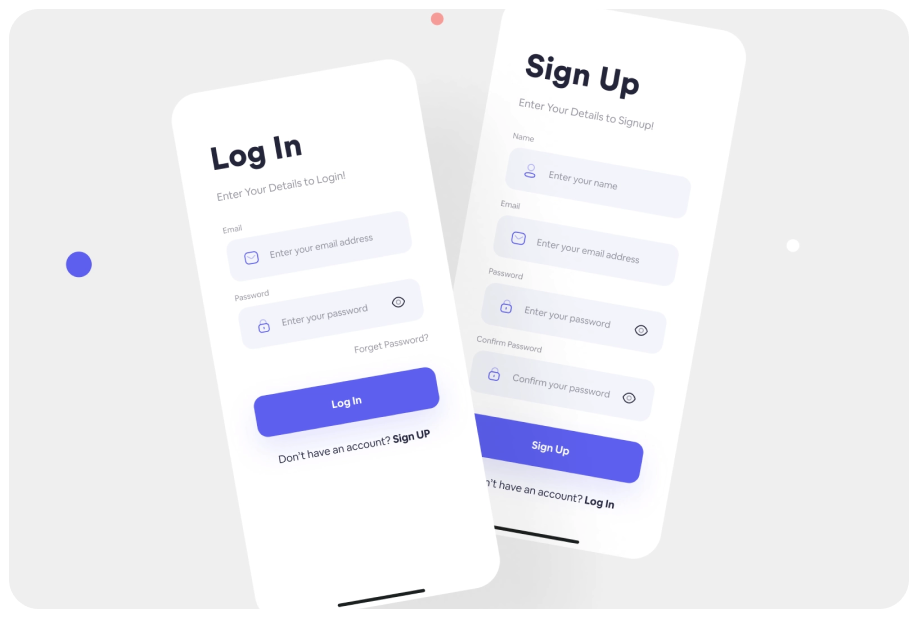 Log In
Enter Your Details to Login!
Email
Enter your email address
Password
Enter your password
Forget Password?
Log In
Don't have an account? Sign UP
Sign Up
Enter Your Details to Signup!
Name
Enter your name
Email
Enter your email address
Password
Enter your password
Confirm Password
Confirm your password
Sign Up
have an account? Log In